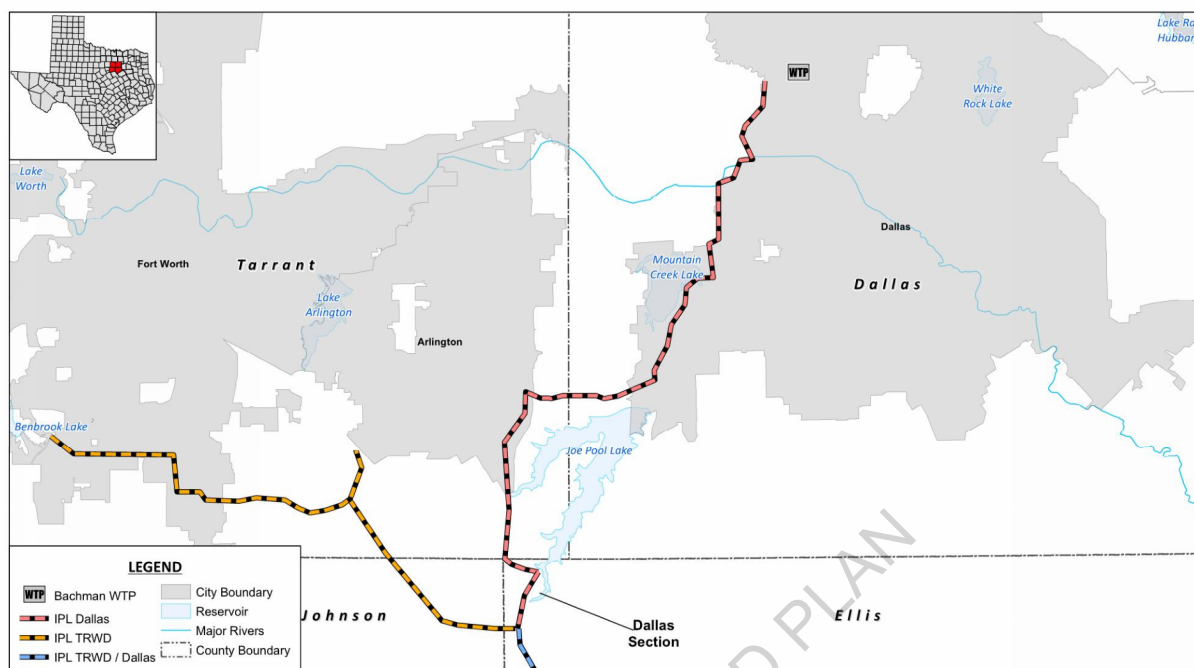 Lake Ra
Hubbar
WTP
White
Rock Lake
Lake
Worth
Dallas
Fort Worth
Tarrant
Mountain
Creek Lake
Dallas
Lake
Arlington
Arlington
Benbrook Lake
Joe Pool Lake
LEGEND
WTP Bachman WTP
IPL Dallas
IPL TRWD
IPL TRWD / Dallas
City Boundary
Reservoir
Major Rivers
County Boundary
Johnson
Dallas
Section
Ellis
D PLAN